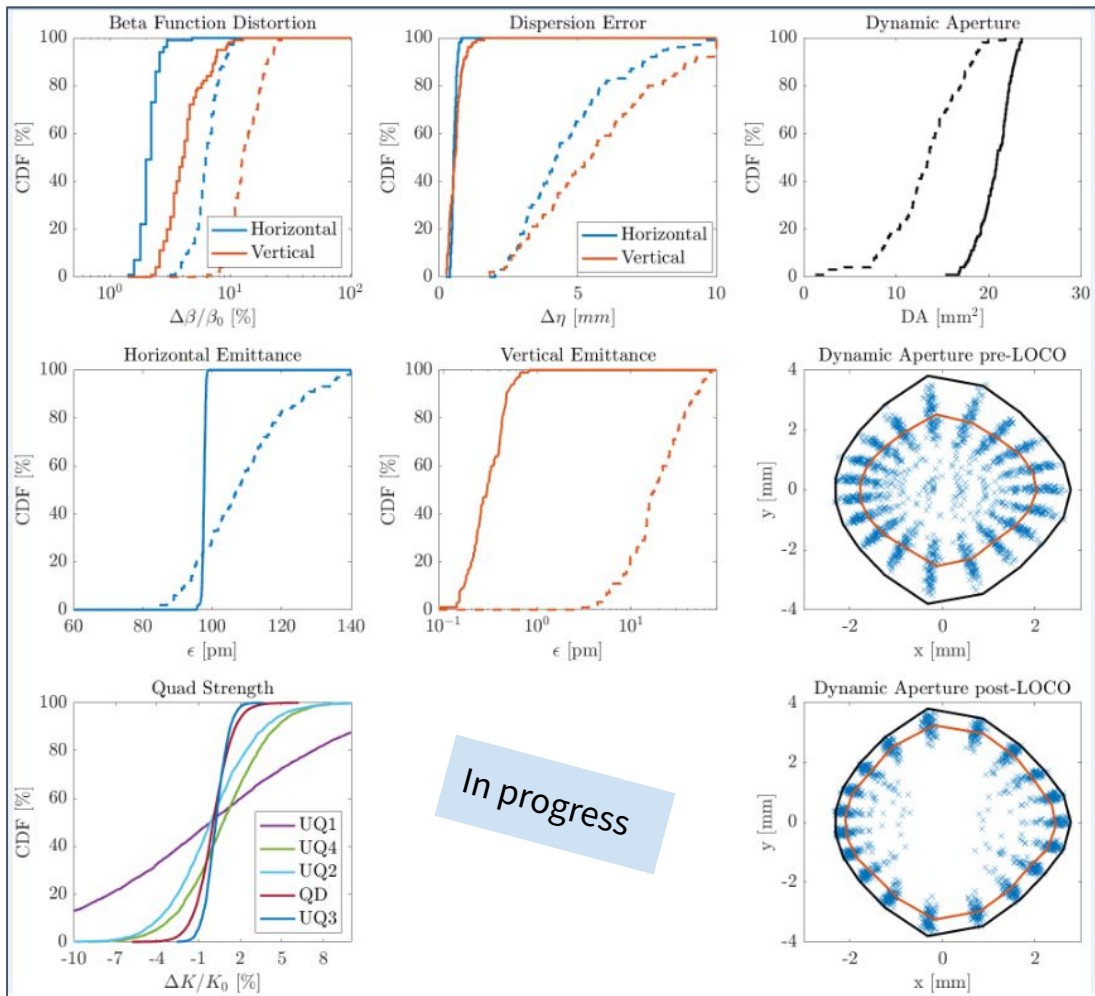 Beta Function Distortion
CDF [%]
100
80
60
40
20
0
Horizontal
Vertical
10⁰
10¹
10²
Δβ/β₀ [%]
Dispersion Error
CDF [%]
100
80
60
40
20
0
Horizontal
Vertical
0
5
10
Δη [mm]
Dynamic Aperture
CDF [%]
100
80
60
40
20
0
0
10
20
30
DA [mm²]
Horizontal Emittance
CDF [%]
100
80
60
40
20
0
60
80
100
120
140
ϵ [pm]
Vertical Emittance
CDF [%]
100
80
60
40
20
0
10⁻¹
10⁰
10¹
ϵ [pm]
Dynamic Aperture pre-LOCO
y [mm]
4
2
0
-2
-4
-2
0
2
x [mm]
Quad Strength
CDF [%]
100
80
60
40
20
0
UQ1
UQ4
UQ2
QD
UQ3
-10
-7
-4
-1
2
5
8
ΔK/K₀ [%]
In progress
Dynamic Aperture post-LOCO
y [mm]
4
2
0
-2
-4
-2
0
2
x [mm]